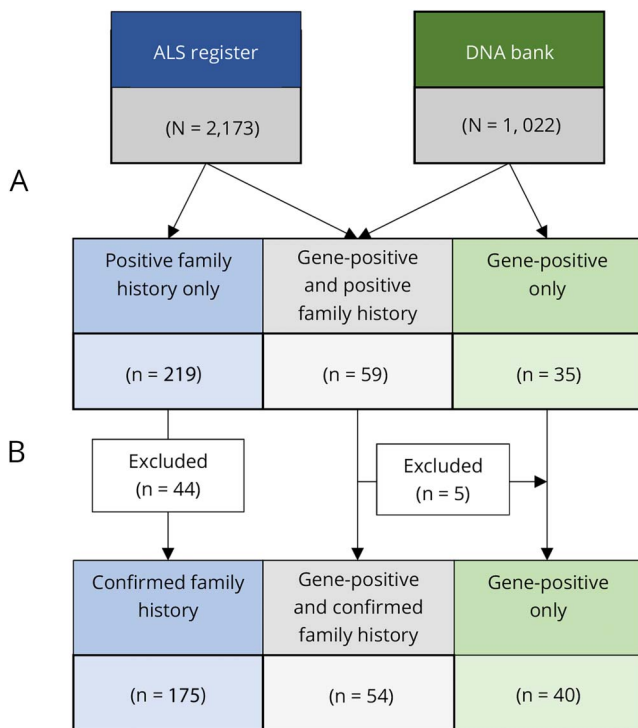 ALS register
DNA bank
(N = 2,173)
(N = 1, 022)
A
Positive family
history only
Gene-positive
and positive
family history
Gene-positive
only
(n = 219)
(n = 59)
(n = 35)
B
Excluded
(n = 44)
Excluded
(n = 5)
Confirmed family
history
Gene-positive
and confirmed
family history
Gene-positive
only
(n = 175)
(n = 54)
(n = 40)